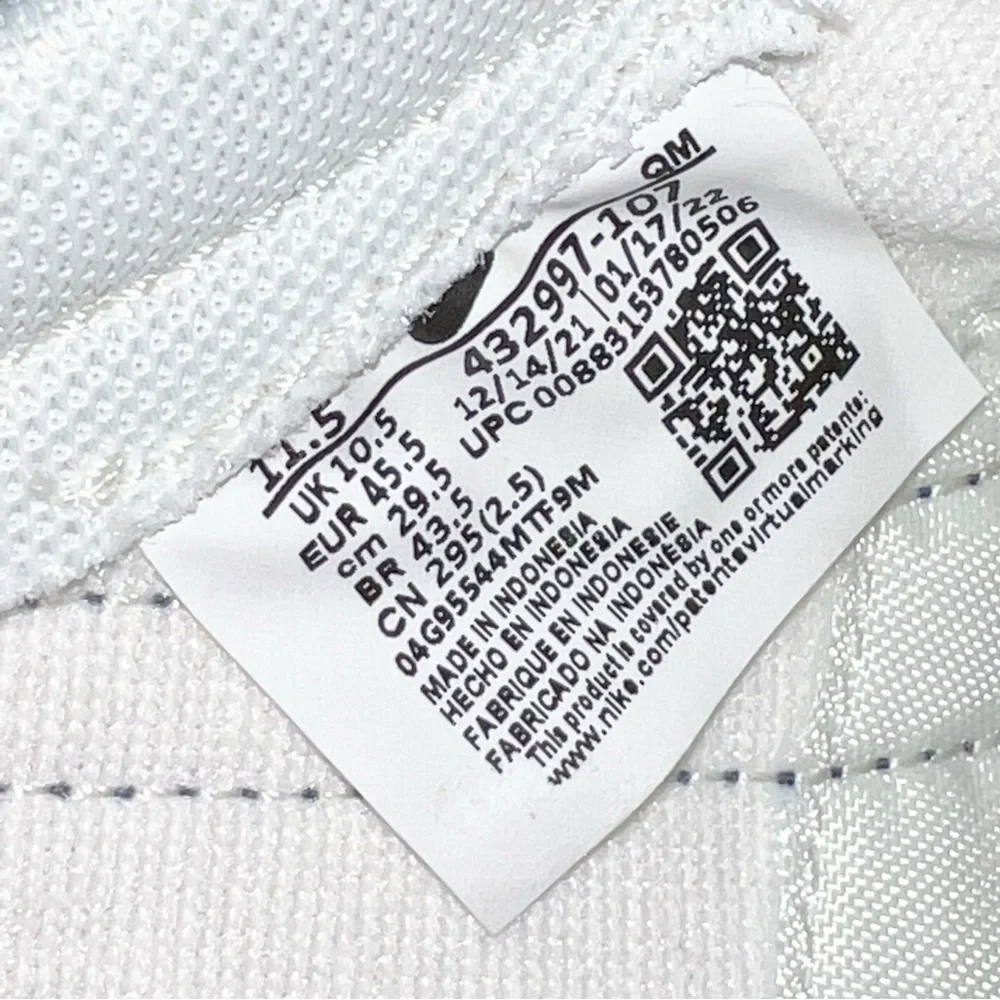 QM
11.5
UK 10.5
EUR 45.5
cm 29.5
BR 43.5
CN 295(2.5)
432997-107
12/14/21 | 01/17/22
UPC 00883153780506
04G95544MTF9M
MADE IN INDONESIA
HECHO EN INDONESIA
FABRIQUE EN INDONESIE
FABRICADO NA INDONÉSIA
This product is covered by one or more patents:
www.nike.com/patentsvirtualmarking